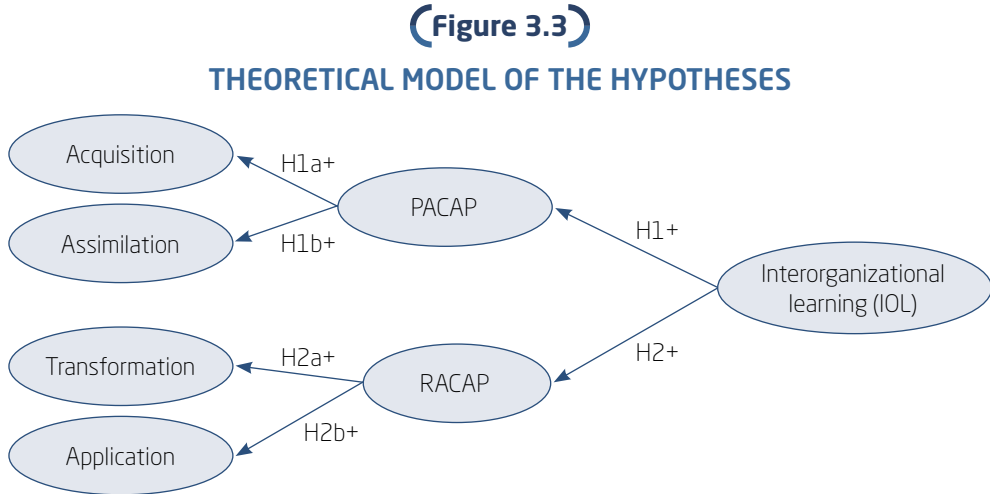 Figure 3.3
THEORETICAL MODEL OF THE HYPOTHESES
Acquisition
H1a+
PACAP
Assimilation
H1b+
H1+
Interorganizational
learning (IOL)
H2+
Transformation
H2a+
RACAP
H2b+
Application